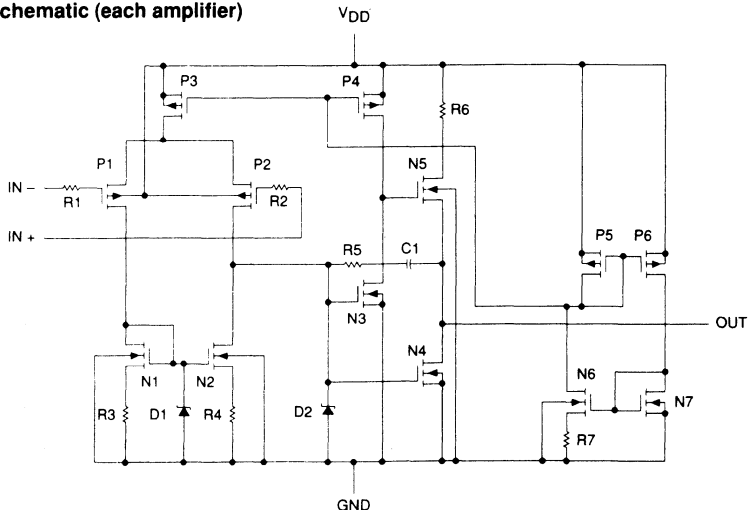 chematic (each amplifier)
VDD
P3
P4
R6
P1
P2
N5
IN –
R1
R2
IN +
P5
P6
R5
C1
N3
OUT
N4
N6
N1
N2
N7
R3
D1
R4
D2
R7
GND